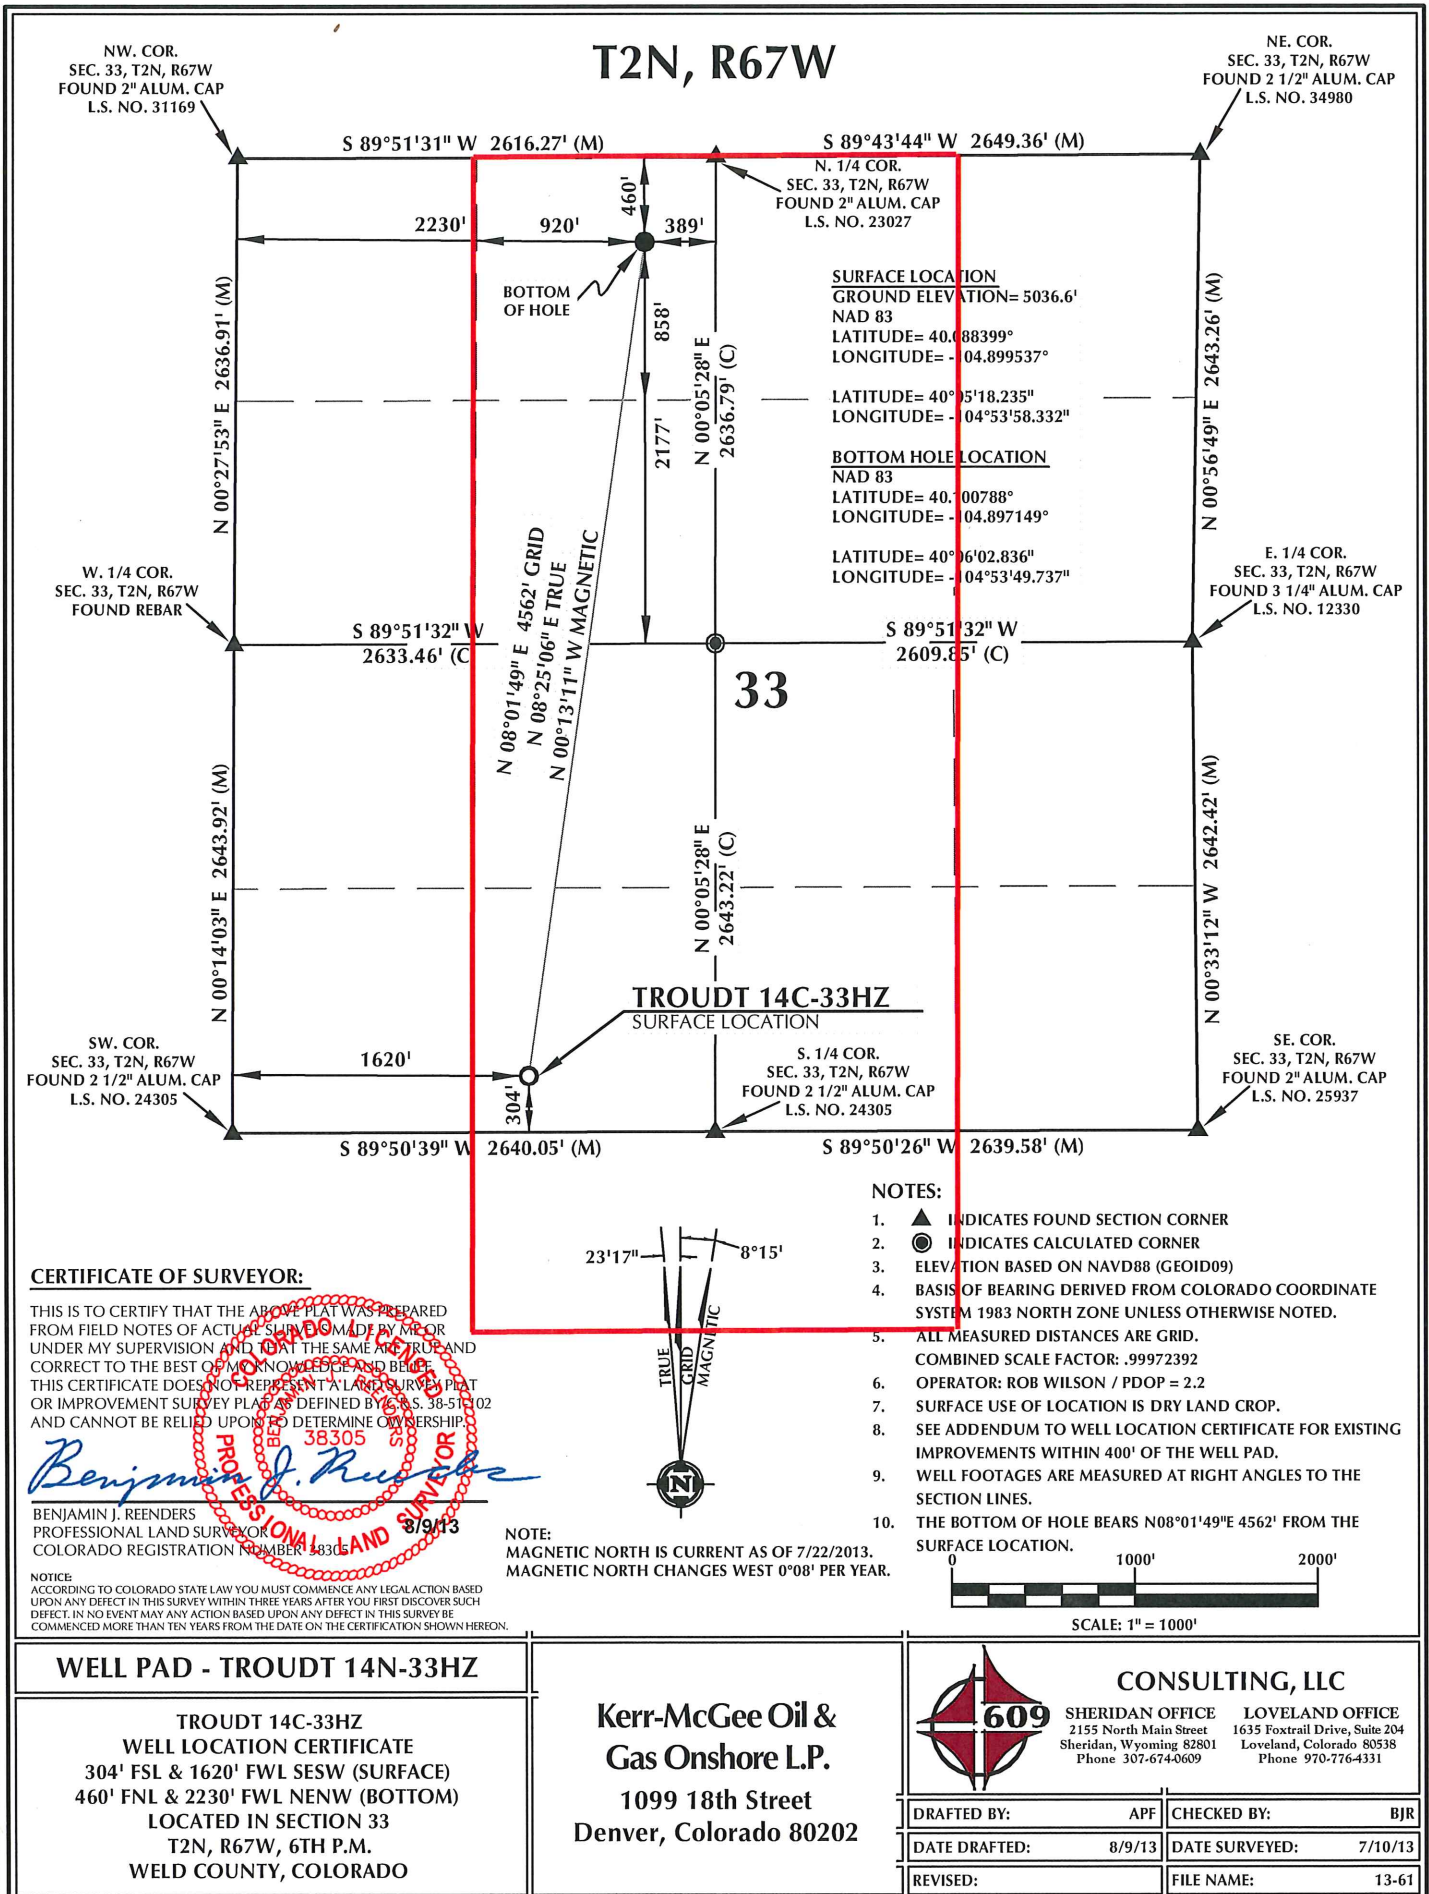 T2N, R67W
NW. COR.
SEC. 33, T2N, R67W
FOUND 2" ALUM. CAP
L.S. NO. 31169
NE. COR.
SEC. 33, T2N, R67W
FOUND 2 1/2" ALUM. CAP
L.S. NO. 34980
S 89°51'31" W 2616.27' (M)
S 89°43'44" W 2649.36' (M)
N. 1/4 COR.
SEC. 33, T2N, R67W
FOUND 2" ALUM. CAP
L.S. NO. 23027
460'
2230'
920'
389'
BOTTOM
OF HOLE
858'
2177'
SURFACE LOCATION
GROUND ELEVATION= 5036.6'
NAD 83
LATITUDE= 40.088399°
LONGITUDE= -104.899537°
LATITUDE= 40°05'18.235"
LONGITUDE= -104°53'58.332"
BOTTOM HOLE LOCATION
NAD 83
LATITUDE= 40.100788°
LONGITUDE= -104.897149°
LATITUDE= 40°06'02.836"
LONGITUDE= -104°53'49.737"
N 00°27'53" E 2636.91' (M)
N 00°05'28" E
2636.79' (C)
N 00°56'49" E 2643.26' (M)
W. 1/4 COR.
SEC. 33, T2N, R67W
FOUND REBAR
E. 1/4 COR.
SEC. 33, T2N, R67W
FOUND 3 1/4" ALUM. CAP
L.S. NO. 12330
S 89°51'32" W
2633.46' (C
S 89°51'32" W
2609.85' (C)
33
N 08°01'49" E 4562' GRID
N 08°25'06" E TRUE
N 00°13'11" W MAGNETIC
N 00°14'03" E 2643.92' (M)
N 00°05'28" E
2643.22' (C)
N 00°33'12" W 2642.42' (M)
TROUDT 14C-33HZ
SURFACE LOCATION
SW. COR.
SEC. 33, T2N, R67W
FOUND 2 1/2" ALUM. CAP
L.S. NO. 24305
1620'
304'
S. 1/4 COR.
SEC. 33, T2N, R67W
FOUND 2 1/2" ALUM. CAP
L.S. NO. 24305
SE. COR.
SEC. 33, T2N, R67W
FOUND 2" ALUM. CAP
L.S. NO. 25937
S 89°50'39" W 2640.05' (M)
S 89°50'26" W 2639.58' (M)
NOTES:
1. INDICATES FOUND SECTION CORNER
2. INDICATES CALCULATED CORNER
3. ELEVATION BASED ON NAVD88 (GEOID09)
4. BASIS OF BEARING DERIVED FROM COLORADO COORDINATE
SYSTEM 1983 NORTH ZONE UNLESS OTHERWISE NOTED.
5. ALL MEASURED DISTANCES ARE GRID.
COMBINED SCALE FACTOR: .99972392
6. OPERATOR: ROB WILSON / PDOP = 2.2
7. SURFACE USE OF LOCATION IS DRY LAND CROP.
8. SEE ADDENDUM TO WELL LOCATION CERTIFICATE FOR EXISTING
IMPROVEMENTS WITHIN 400' OF THE WELL PAD.
9. WELL FOOTAGES ARE MEASURED AT RIGHT ANGLES TO THE
SECTION LINES.
10. THE BOTTOM OF HOLE BEARS N08°01'49"E 4562' FROM THE
SURFACE LOCATION.
23'17"
8°15'
TRUE
GRID
MAGNETIC
N
CERTIFICATE OF SURVEYOR:
THIS IS TO CERTIFY THAT THE ABOVE PLAT WAS PREPARED
FROM FIELD NOTES OF ACTUAL SURVEYS MADE BY ME OR
UNDER MY SUPERVISION AND THAT THE SAME ARE TRUE AND
CORRECT TO THE BEST OF MY KNOWLEDGE AND BELIEF.
THIS CERTIFICATE DOES NOT REPRESENT A LAND SURVEY PLAT
OR IMPROVEMENT SURVEY PLAT AS DEFINED BY C.R.S. 38-51-102
AND CANNOT BE RELIED UPON TO DETERMINE OWNERSHIP.
COLORADO LICENSED
BENJAMIN J. REENDERS
38305
PROFESSIONAL LAND SURVEYOR
Benjamin J. Reenders
8/9/13
BENJAMIN J. REENDERS
PROFESSIONAL LAND SURVEYOR
COLORADO REGISTRATION NUMBER 38305
NOTE:
MAGNETIC NORTH IS CURRENT AS OF 7/22/2013.
MAGNETIC NORTH CHANGES WEST 0°08' PER YEAR.
0 1000' 2000'
SCALE: 1" = 1000'
NOTICE:
ACCORDING TO COLORADO STATE LAW YOU MUST COMMENCE ANY LEGAL ACTION BASED
UPON ANY DEFECT IN THIS SURVEY WITHIN THREE YEARS AFTER YOU FIRST DISCOVER SUCH
DEFECT. IN NO EVENT MAY ANY ACTION BASED UPON ANY DEFECT IN THIS SURVEY BE
COMMENCED MORE THAN TEN YEARS FROM THE DATE ON THE CERTIFICATION SHOWN HEREON.
WELL PAD - TROUDT 14N-33HZ
TROUDT 14C-33HZ
WELL LOCATION CERTIFICATE
304' FSL & 1620' FWL SESW (SURFACE)
460' FNL & 2230' FWL NENW (BOTTOM)
LOCATED IN SECTION 33
T2N, R67W, 6TH P.M.
WELD COUNTY, COLORADO
Kerr-McGee Oil &
Gas Onshore L.P.
1099 18th Street
Denver, Colorado 80202
609
CONSULTING, LLC
SHERIDAN OFFICE
2155 North Main Street
Sheridan, Wyoming 82801
Phone 307-674-0609
LOVELAND OFFICE
1635 Foxtrail Drive, Suite 204
Loveland, Colorado 80538
Phone 970-776-4331
DRAFTED BY: APF
CHECKED BY: BJR
DATE DRAFTED: 8/9/13
DATE SURVEYED: 7/10/13
REVISED:
FILE NAME: 13-61